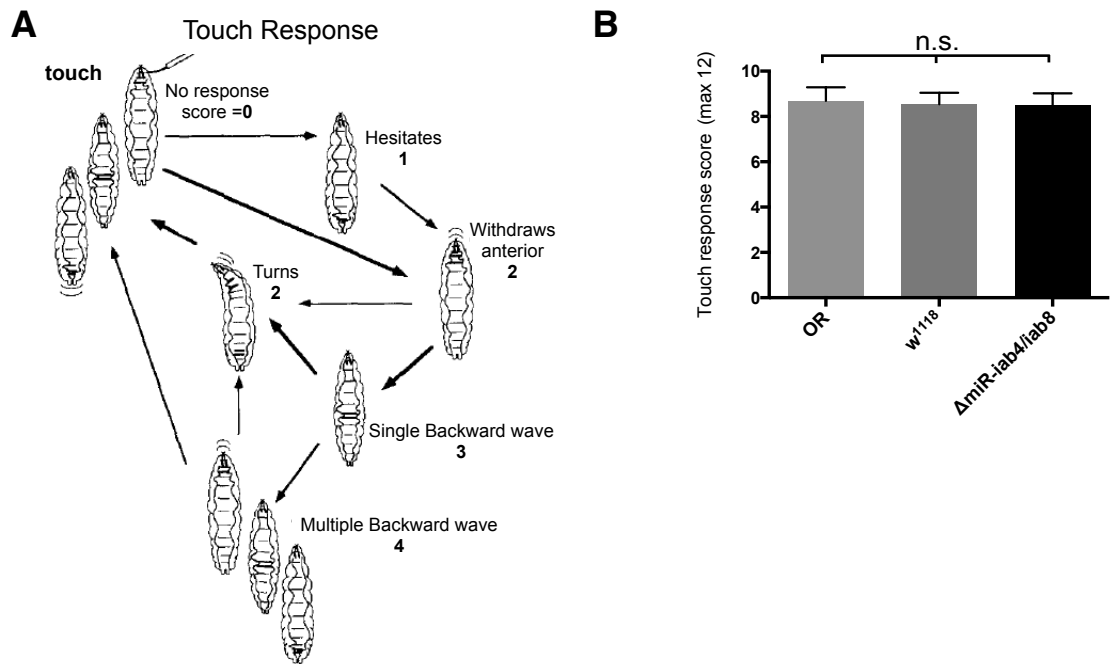 A
Touch Response
touch
No response
score =0
Hesitates
1
Withdraws
anterior
2
Turns
2
Single Backward wave
3
Multiple Backward wave
4
B
n.s.
Touch response score (max 12)
10
8
6
4
2
0
OR
w1118
ΔmiR-iab4/iab8